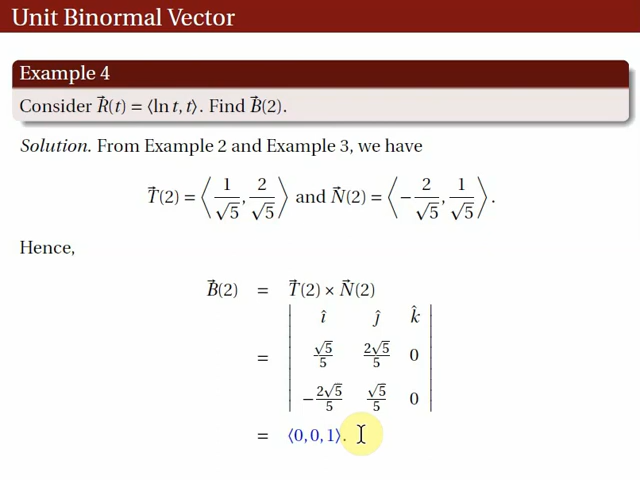 Unit Binormal Vector
Example 4
Consider R⃗(t) = ⟨ln t, t⟩. Find B⃗(2).
Solution. From Example 2 and Example 3, we have
T⃗(2) = ⟨1/√5, 2/√5⟩ and N⃗(2) = ⟨−2/√5, 1/√5⟩.
Hence,
B⃗(2) = T⃗(2) × N⃗(2)
= | î ĵ k̂
√5/5 2√5/5 0
−2√5/5 √5/5 0 |
= ⟨0, 0, 1⟩.